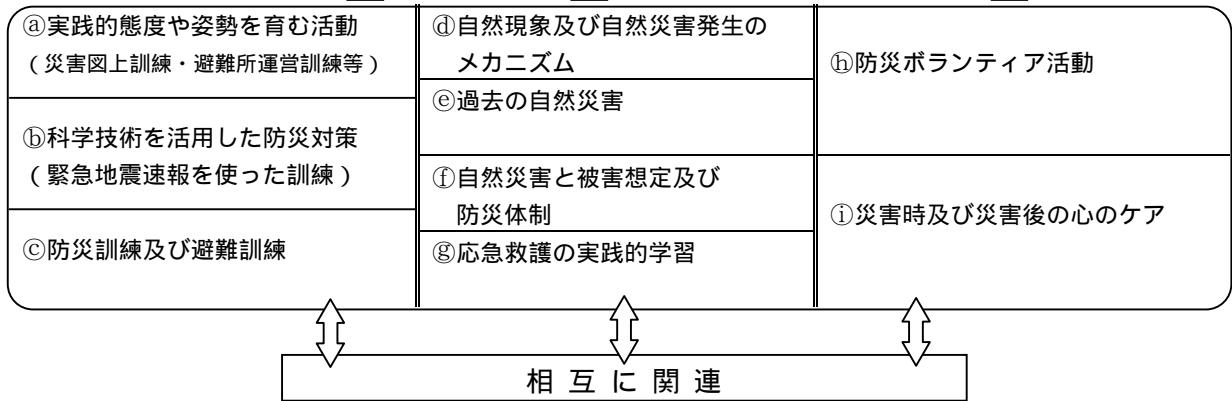 ⓐ実践的態度や姿勢を育む活動
(災害図上訓練・避難所運営訓練等)
ⓑ科学技術を活用した防災対策
(緊急地震速報を使った訓練)
ⓒ防災訓練及び避難訓練
ⓓ自然現象及び自然災害発生の
メカニズム
ⓔ過去の自然災害
ⓕ自然災害と被害想定及び
防災体制
ⓖ応急救護の実践的学習
ⓗ防災ボランティア活動
ⓘ災害時及び災害後の心のケア
相互に関連